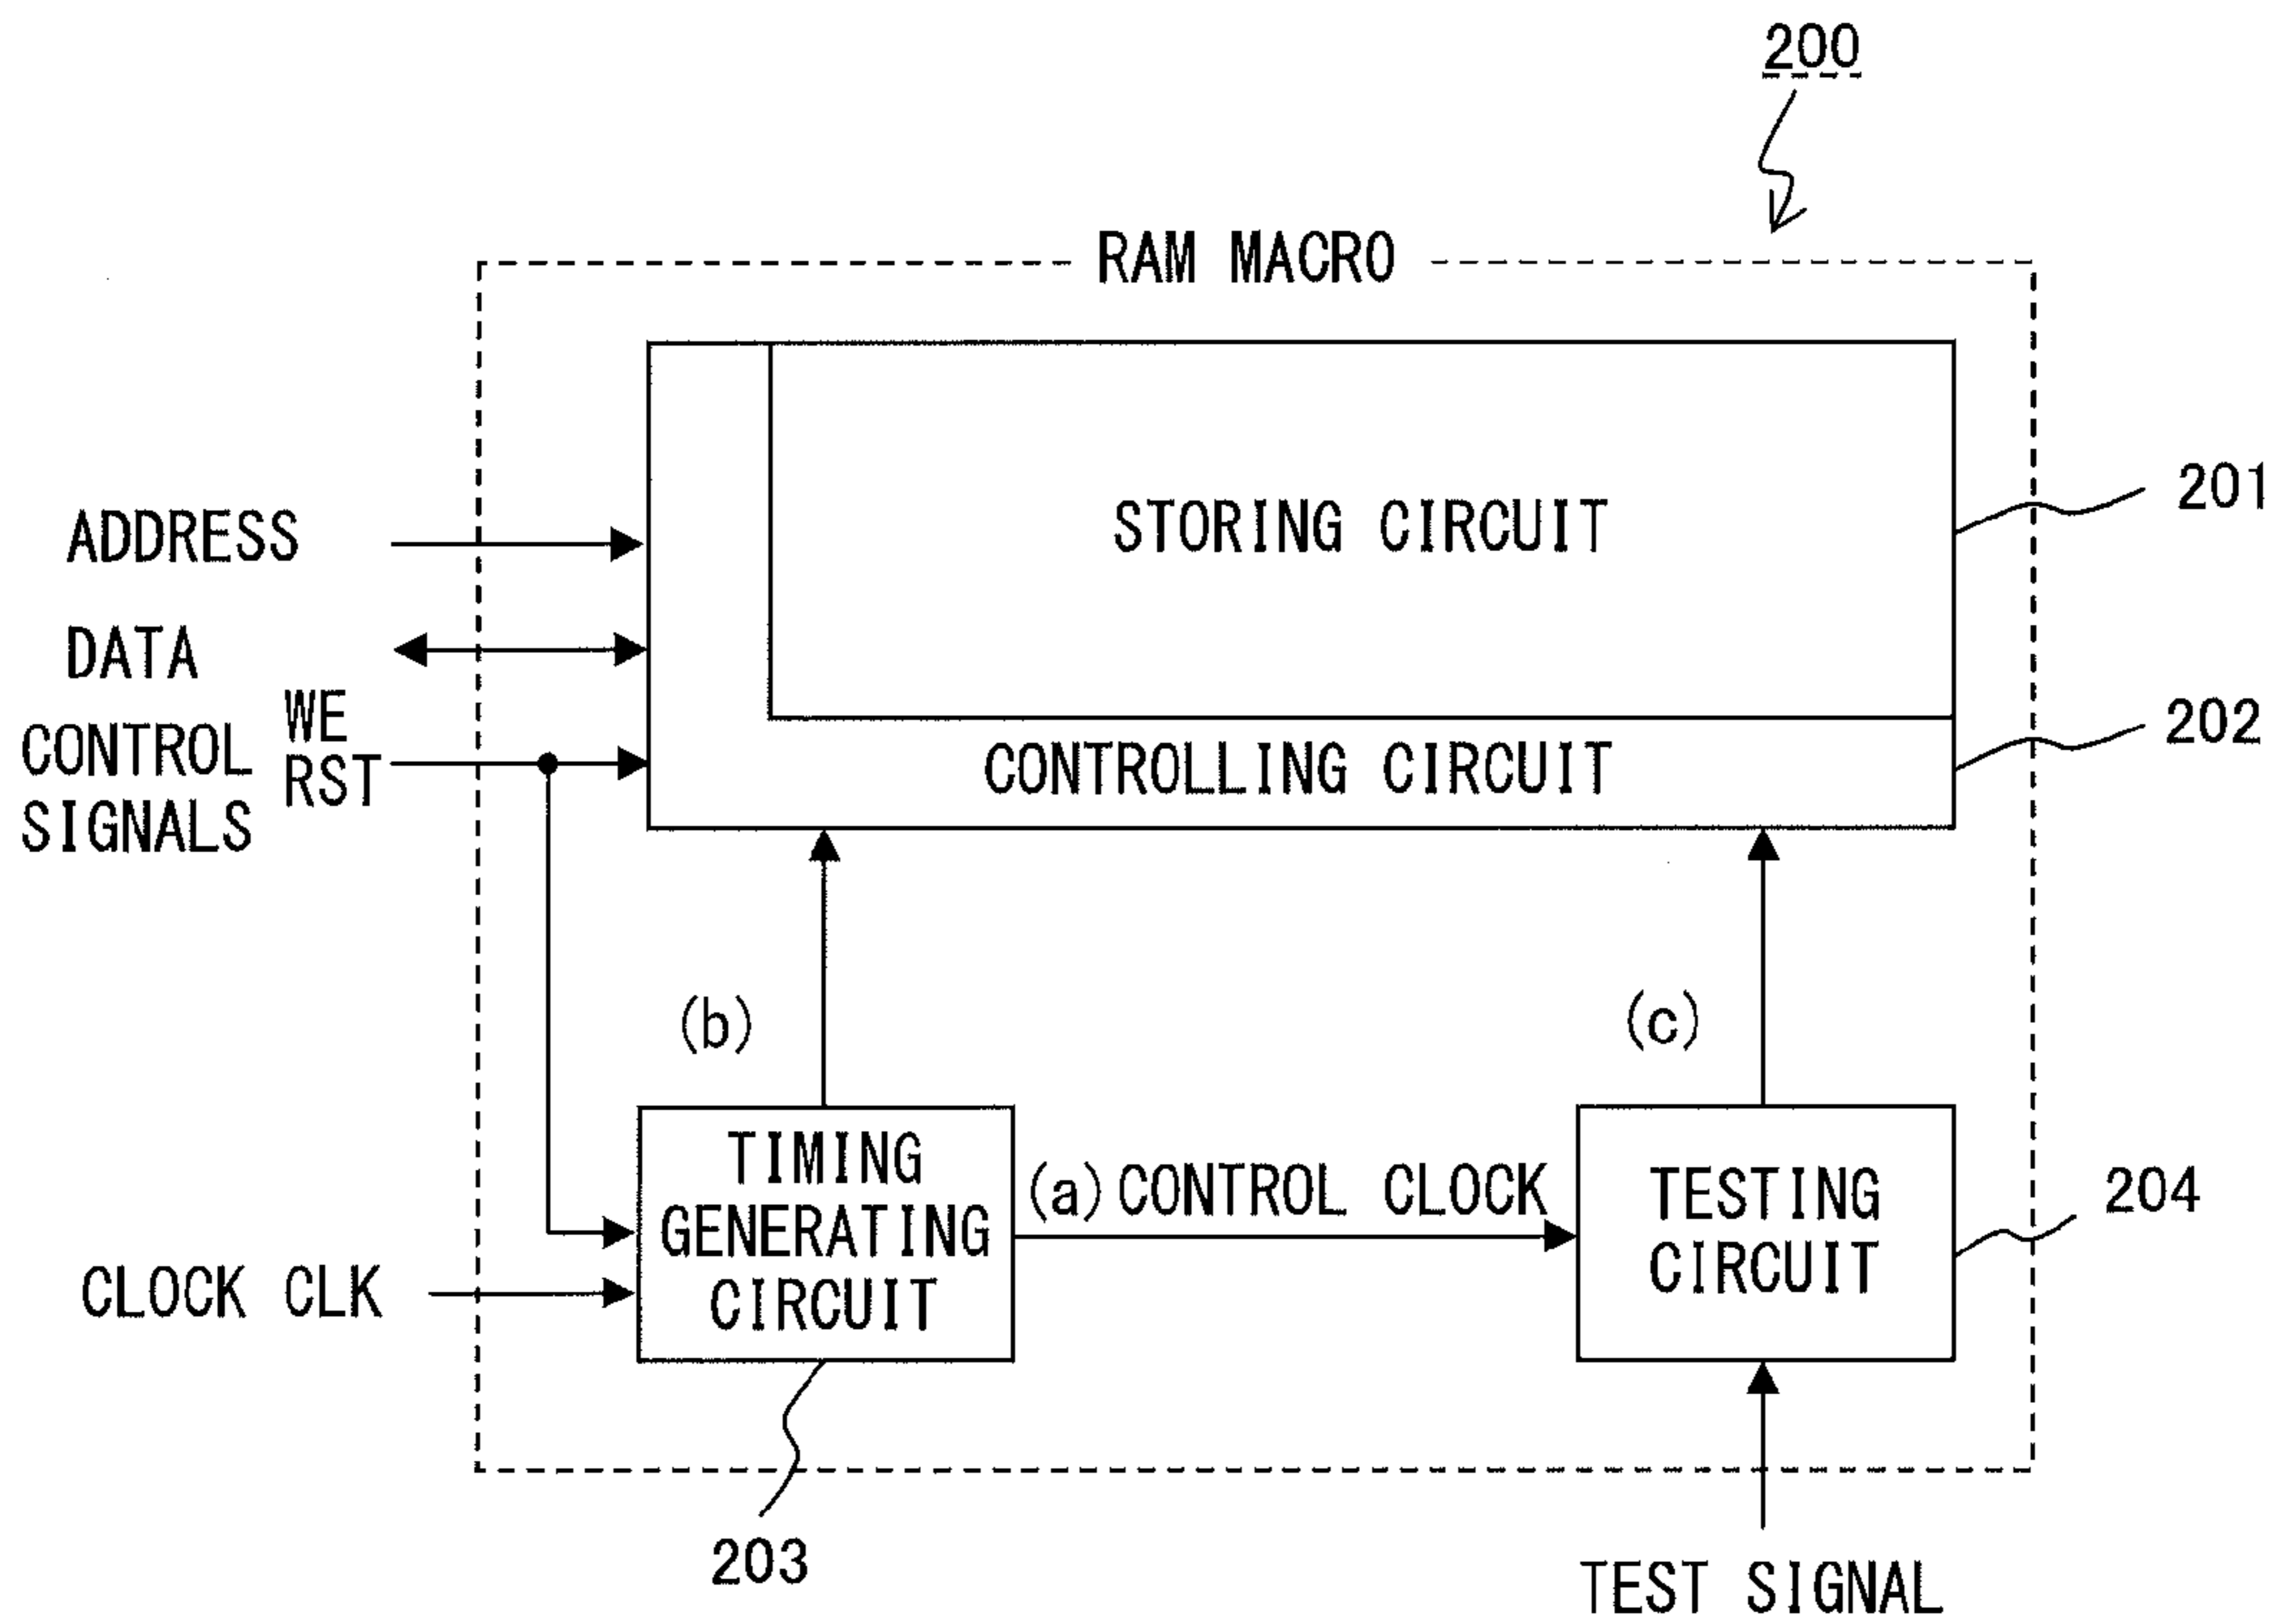 200
RAM MACRO
STORING CIRCUIT
201
ADDRESS
DATA
CONTROL SIGNALS
WE
RST
CONTROLLING CIRCUIT
202
(b)
(c)
TIMING
GENERATING
CIRCUIT
(a) CONTROL CLOCK
TESTING
CIRCUIT
204
CLOCK CLK
203
TEST SIGNAL